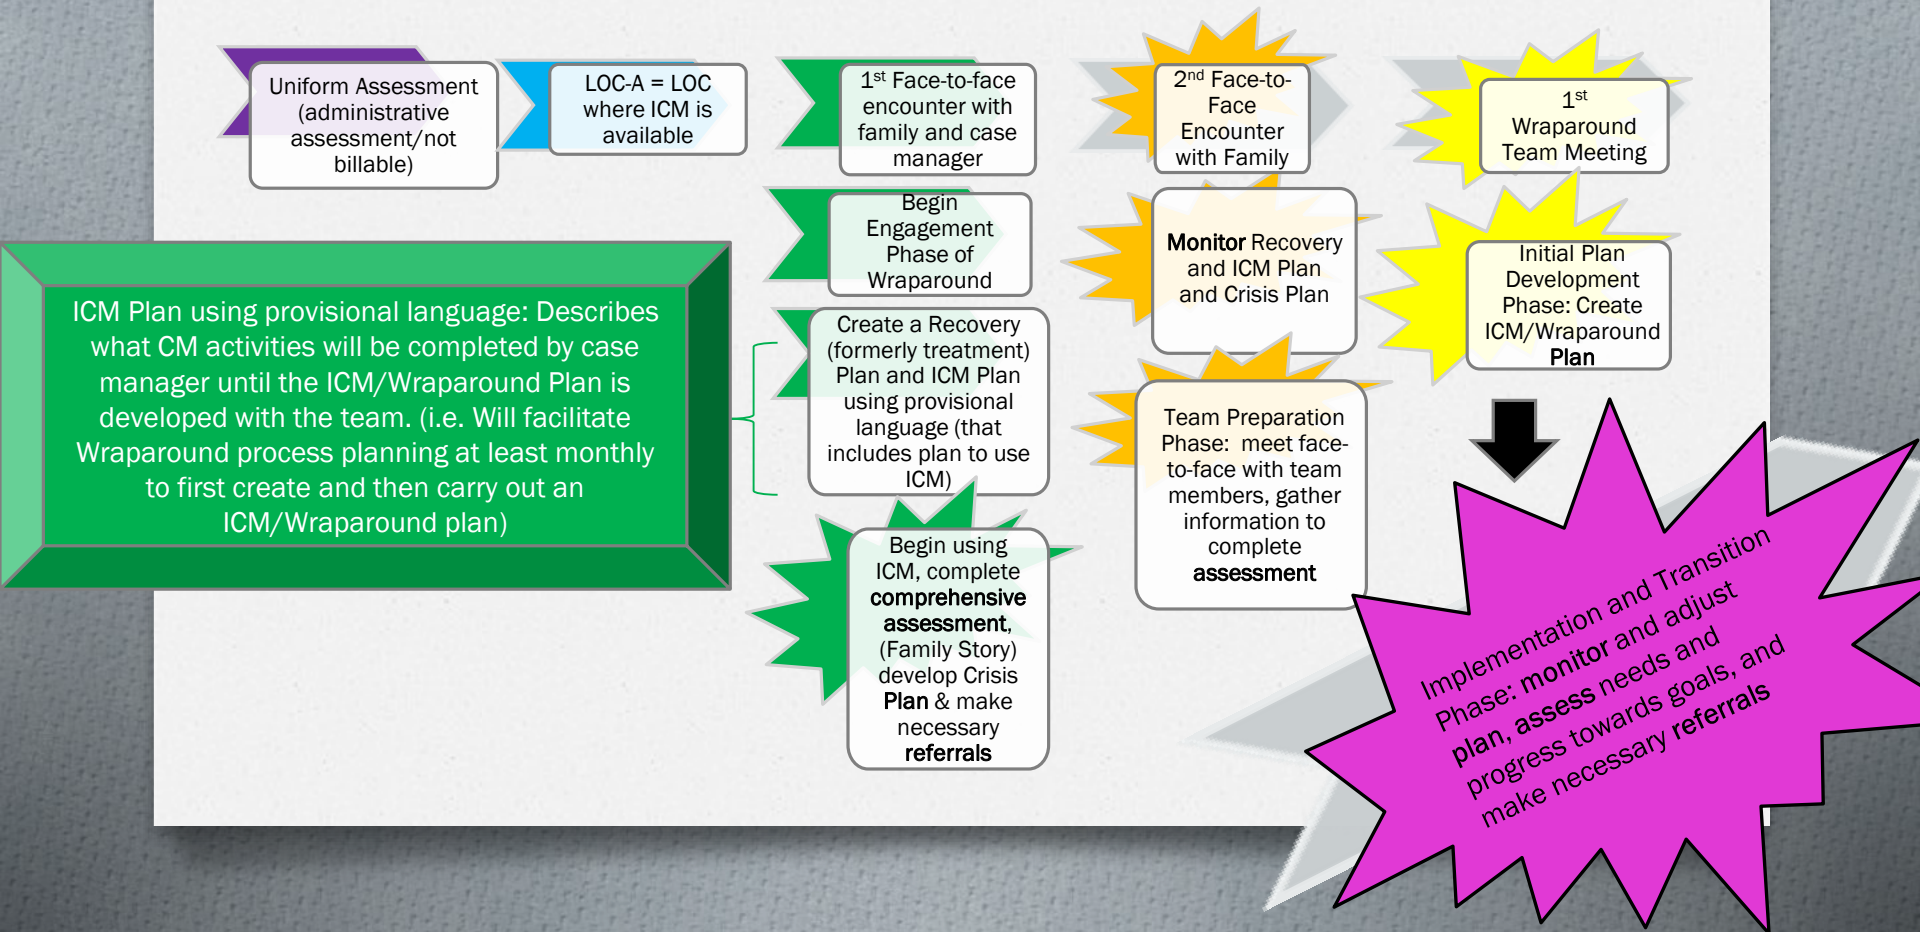 Uniform Assessment
(administrative
assessment/not
billable)
LOC-A = LOC
where ICM is
available
1st Face-to-face
encounter with
family and case
manager
2nd Face-to-
Face
Encounter
with Family
1st
Wraparound
Team Meeting
Begin
Engagement
Phase of
Wraparound
Monitor Recovery
and ICM Plan
and Crisis Plan
Initial Plan
Development
Phase: Create
ICM/Wraparound
Plan
ICM Plan using provisional language: Describes
what CM activities will be completed by case
manager until the ICM/Wraparound Plan is
developed with the team. (i.e. Will facilitate
Wraparound process planning at least monthly
to first create and then carry out an
ICM/Wraparound plan)
Create a Recovery
(formerly treatment)
Plan and ICM Plan
using provisional
language (that
includes plan to use
ICM)
Team Preparation
Phase: meet face-
to-face with team
members, gather
information to
complete
assessment
Begin using
ICM, complete
comprehensive
assessment,
(Family Story)
develop Crisis
Plan & make
necessary
referrals
Implementation and Transition
Phase: monitor and adjust
plan, assess needs and
progress towards goals, and
make necessary referrals